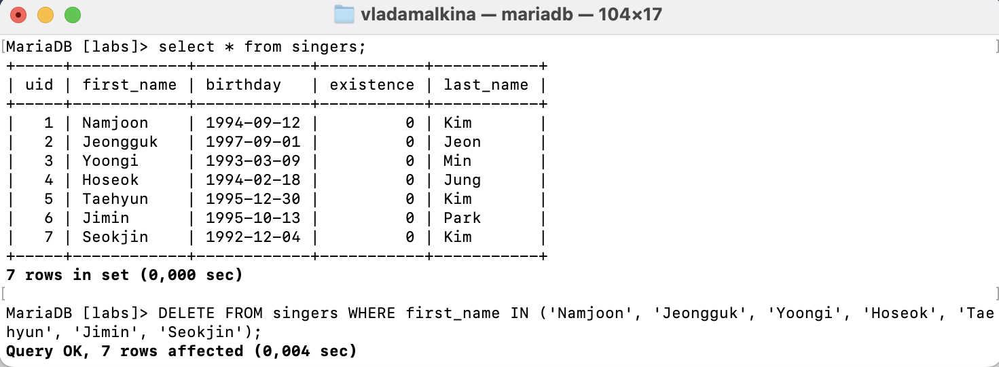 vladamalkina — mariadb — 104×17
MariaDB [labs]> select * from singers;
+-----+------------+------------+-----------+-----------+
| uid | first_name | birthday   | existence | last_name |
+-----+------------+------------+-----------+-----------+
|   1 | Namjoon    | 1994-09-12 |         0 | Kim       |
|   2 | Jeongguk   | 1997-09-01 |         0 | Jeon      |
|   3 | Yoongi     | 1993-03-09 |         0 | Min       |
|   4 | Hoseok     | 1994-02-18 |         0 | Jung      |
|   5 | Taehyun    | 1995-12-30 |         0 | Kim       |
|   6 | Jimin      | 1995-10-13 |         0 | Park      |
|   7 | Seokjin    | 1992-12-04 |         0 | Kim       |
+-----+------------+------------+-----------+-----------+
7 rows in set (0,000 sec)
MariaDB [labs]> DELETE FROM singers WHERE first_name IN ('Namjoon', 'Jeongguk', 'Yoongi', 'Hoseok', 'Tae
hyun', 'Jimin', 'Seokjin');
Query OK, 7 rows affected (0,004 sec)